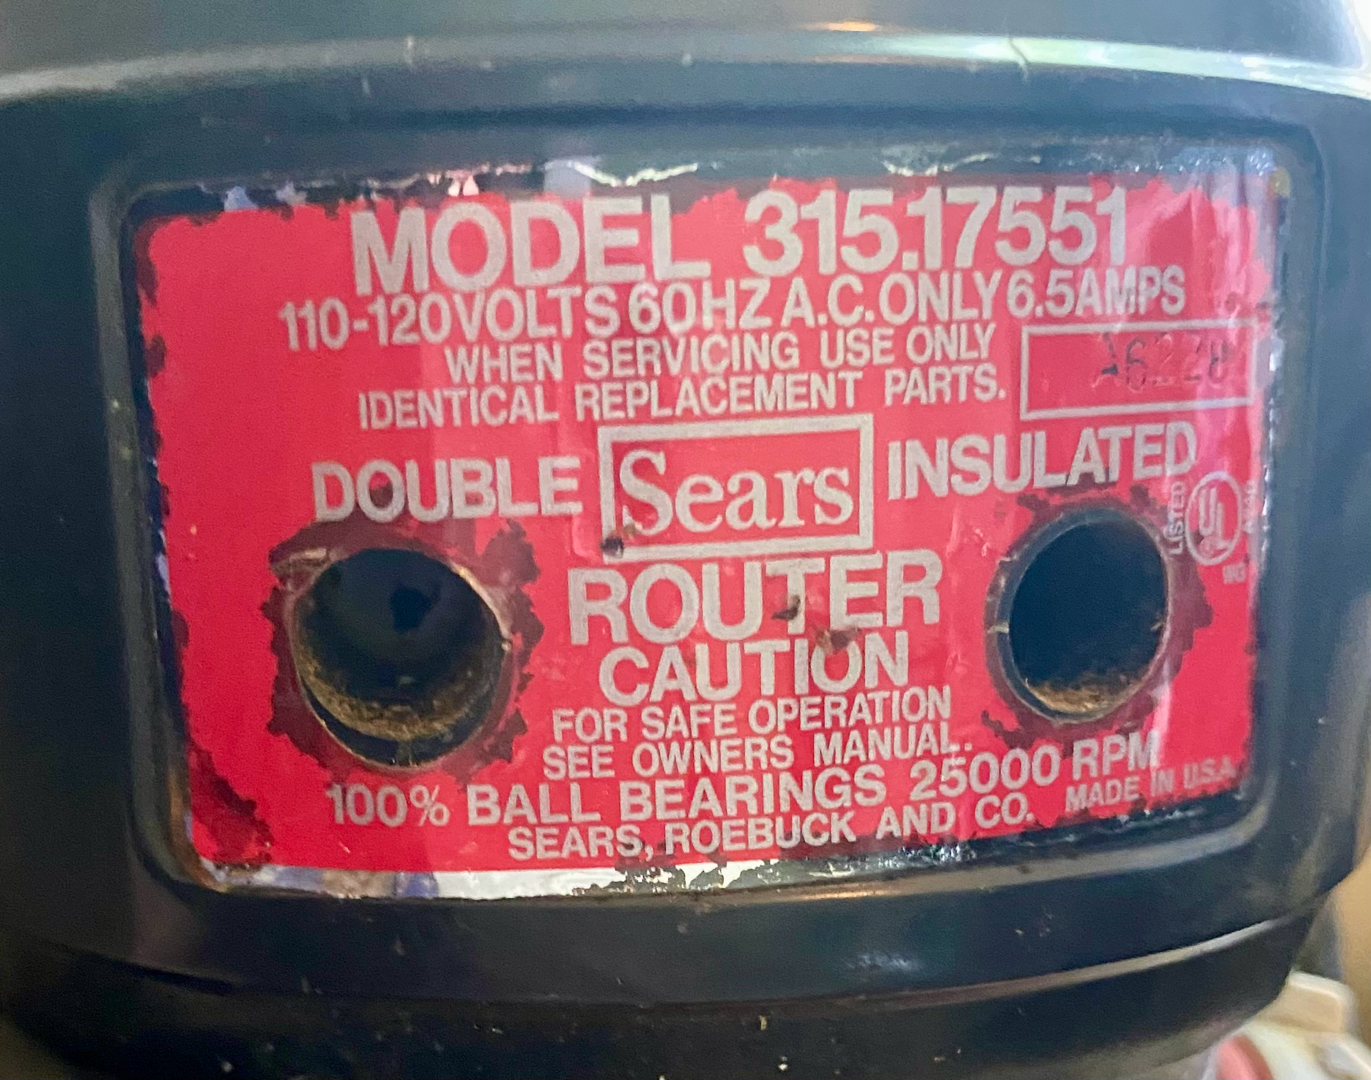 MODEL 315.17551
110-120VOLTS 60HZ A.C.ONLY 6.5AMPS
WHEN SERVICING USE ONLY
IDENTICAL REPLACEMENT PARTS.
DOUBLE Sears INSULATED
LISTED UL
ROUTER
CAUTION
FOR SAFE OPERATION
SEE OWNERS MANUAL.
100% BALL BEARINGS 25000 RPM
SEARS, ROEBUCK AND CO. MADE IN U.S.A.